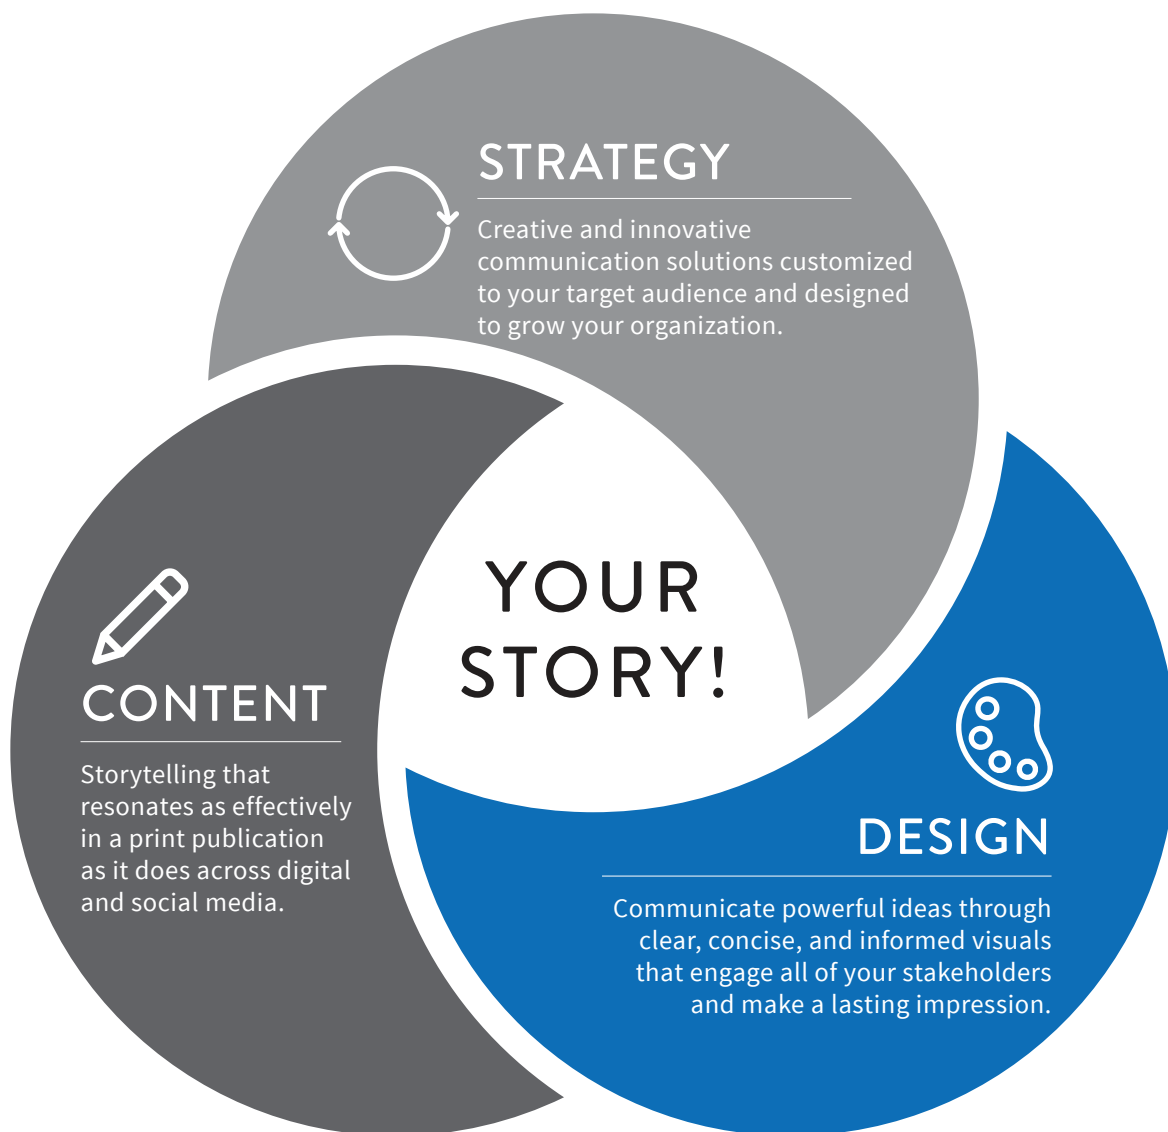 STRATEGY
Creative and innovative
communication solutions customized
to your target audience and designed
to grow your organization.
YOUR
STORY!
CONTENT
Storytelling that
resonates as effectively
in a print publication
as it does across digital
and social media.
DESIGN
Communicate powerful ideas through
clear, concise, and informed visuals
that engage all of your stakeholders
and make a lasting impression.